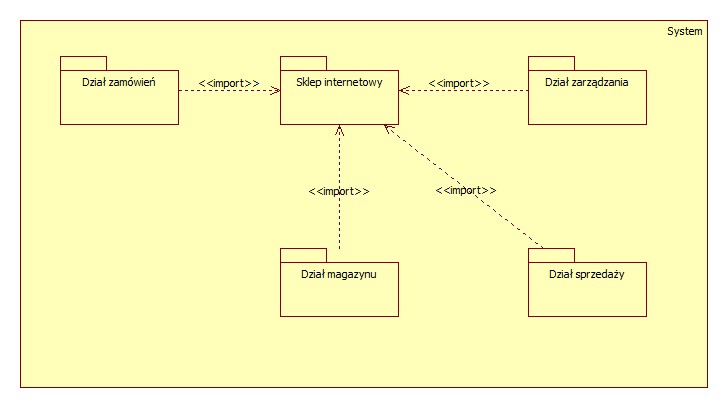 System
Dział zamówień
<<import>>
Sklep internetowy
<<import>>
Dział zarządzania
<<import>>
<<import>>
Dział magazynu
Dział sprzedaży